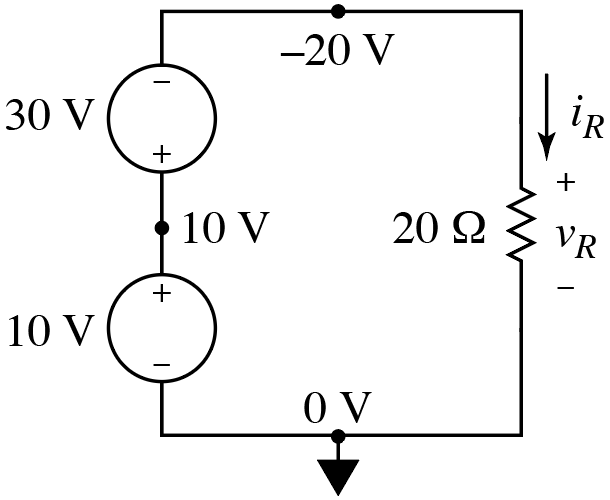 –20 V
30 V
–
+
i_R
10 V
20 Ω
+
v_R
–
10 V
+
–
0 V